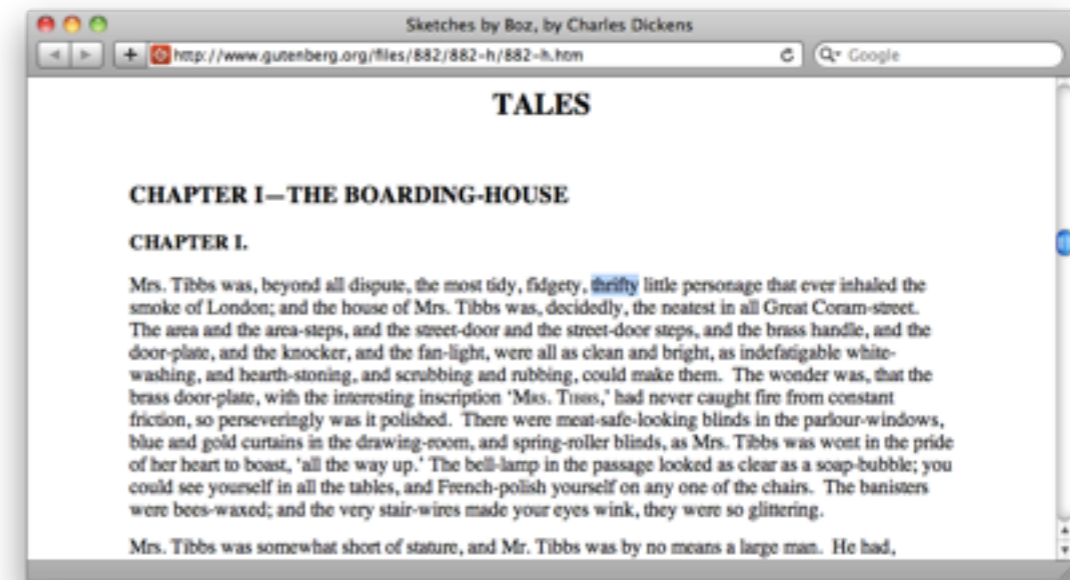 Sketches by Boz, by Charles Dickens
http://www.gutenberg.org/files/882/882-h/882-h.htm
Google
TALES
CHAPTER I—THE BOARDING-HOUSE
CHAPTER I.
Mrs. Tibbs was, beyond all dispute, the most tidy, fidgety, thrifty little personage that ever inhaled the
smoke of London; and the house of Mrs. Tibbs was, decidedly, the neatest in all Great Coram-street.
The area and the area-steps, and the street-door and the street-door steps, and the brass handle, and the
door-plate, and the knocker, and the fan-light, were all as clean and bright, as indefatigable white-
washing, and hearth-stoning, and scrubbing and rubbing, could make them.  The wonder was, that the
brass door-plate, with the interesting inscription ‘Mrs. Tibbs,’ had never caught fire from constant
friction, so perseveringly was it polished.  There were meat-safe-looking blinds in the parlour-windows,
blue and gold curtains in the drawing-room, and spring-roller blinds, as Mrs. Tibbs was wont in the pride
of her heart to boast, ‘all the way up.’ The bell-lamp in the passage looked as clear as a soap-bubble; you
could see yourself in all the tables, and French-polish yourself on any one of the chairs.  The banisters
were bees-waxed; and the very stair-wires made your eyes wink, they were so glittering.
Mrs. Tibbs was somewhat short of stature, and Mr. Tibbs was by no means a large man.  He had,